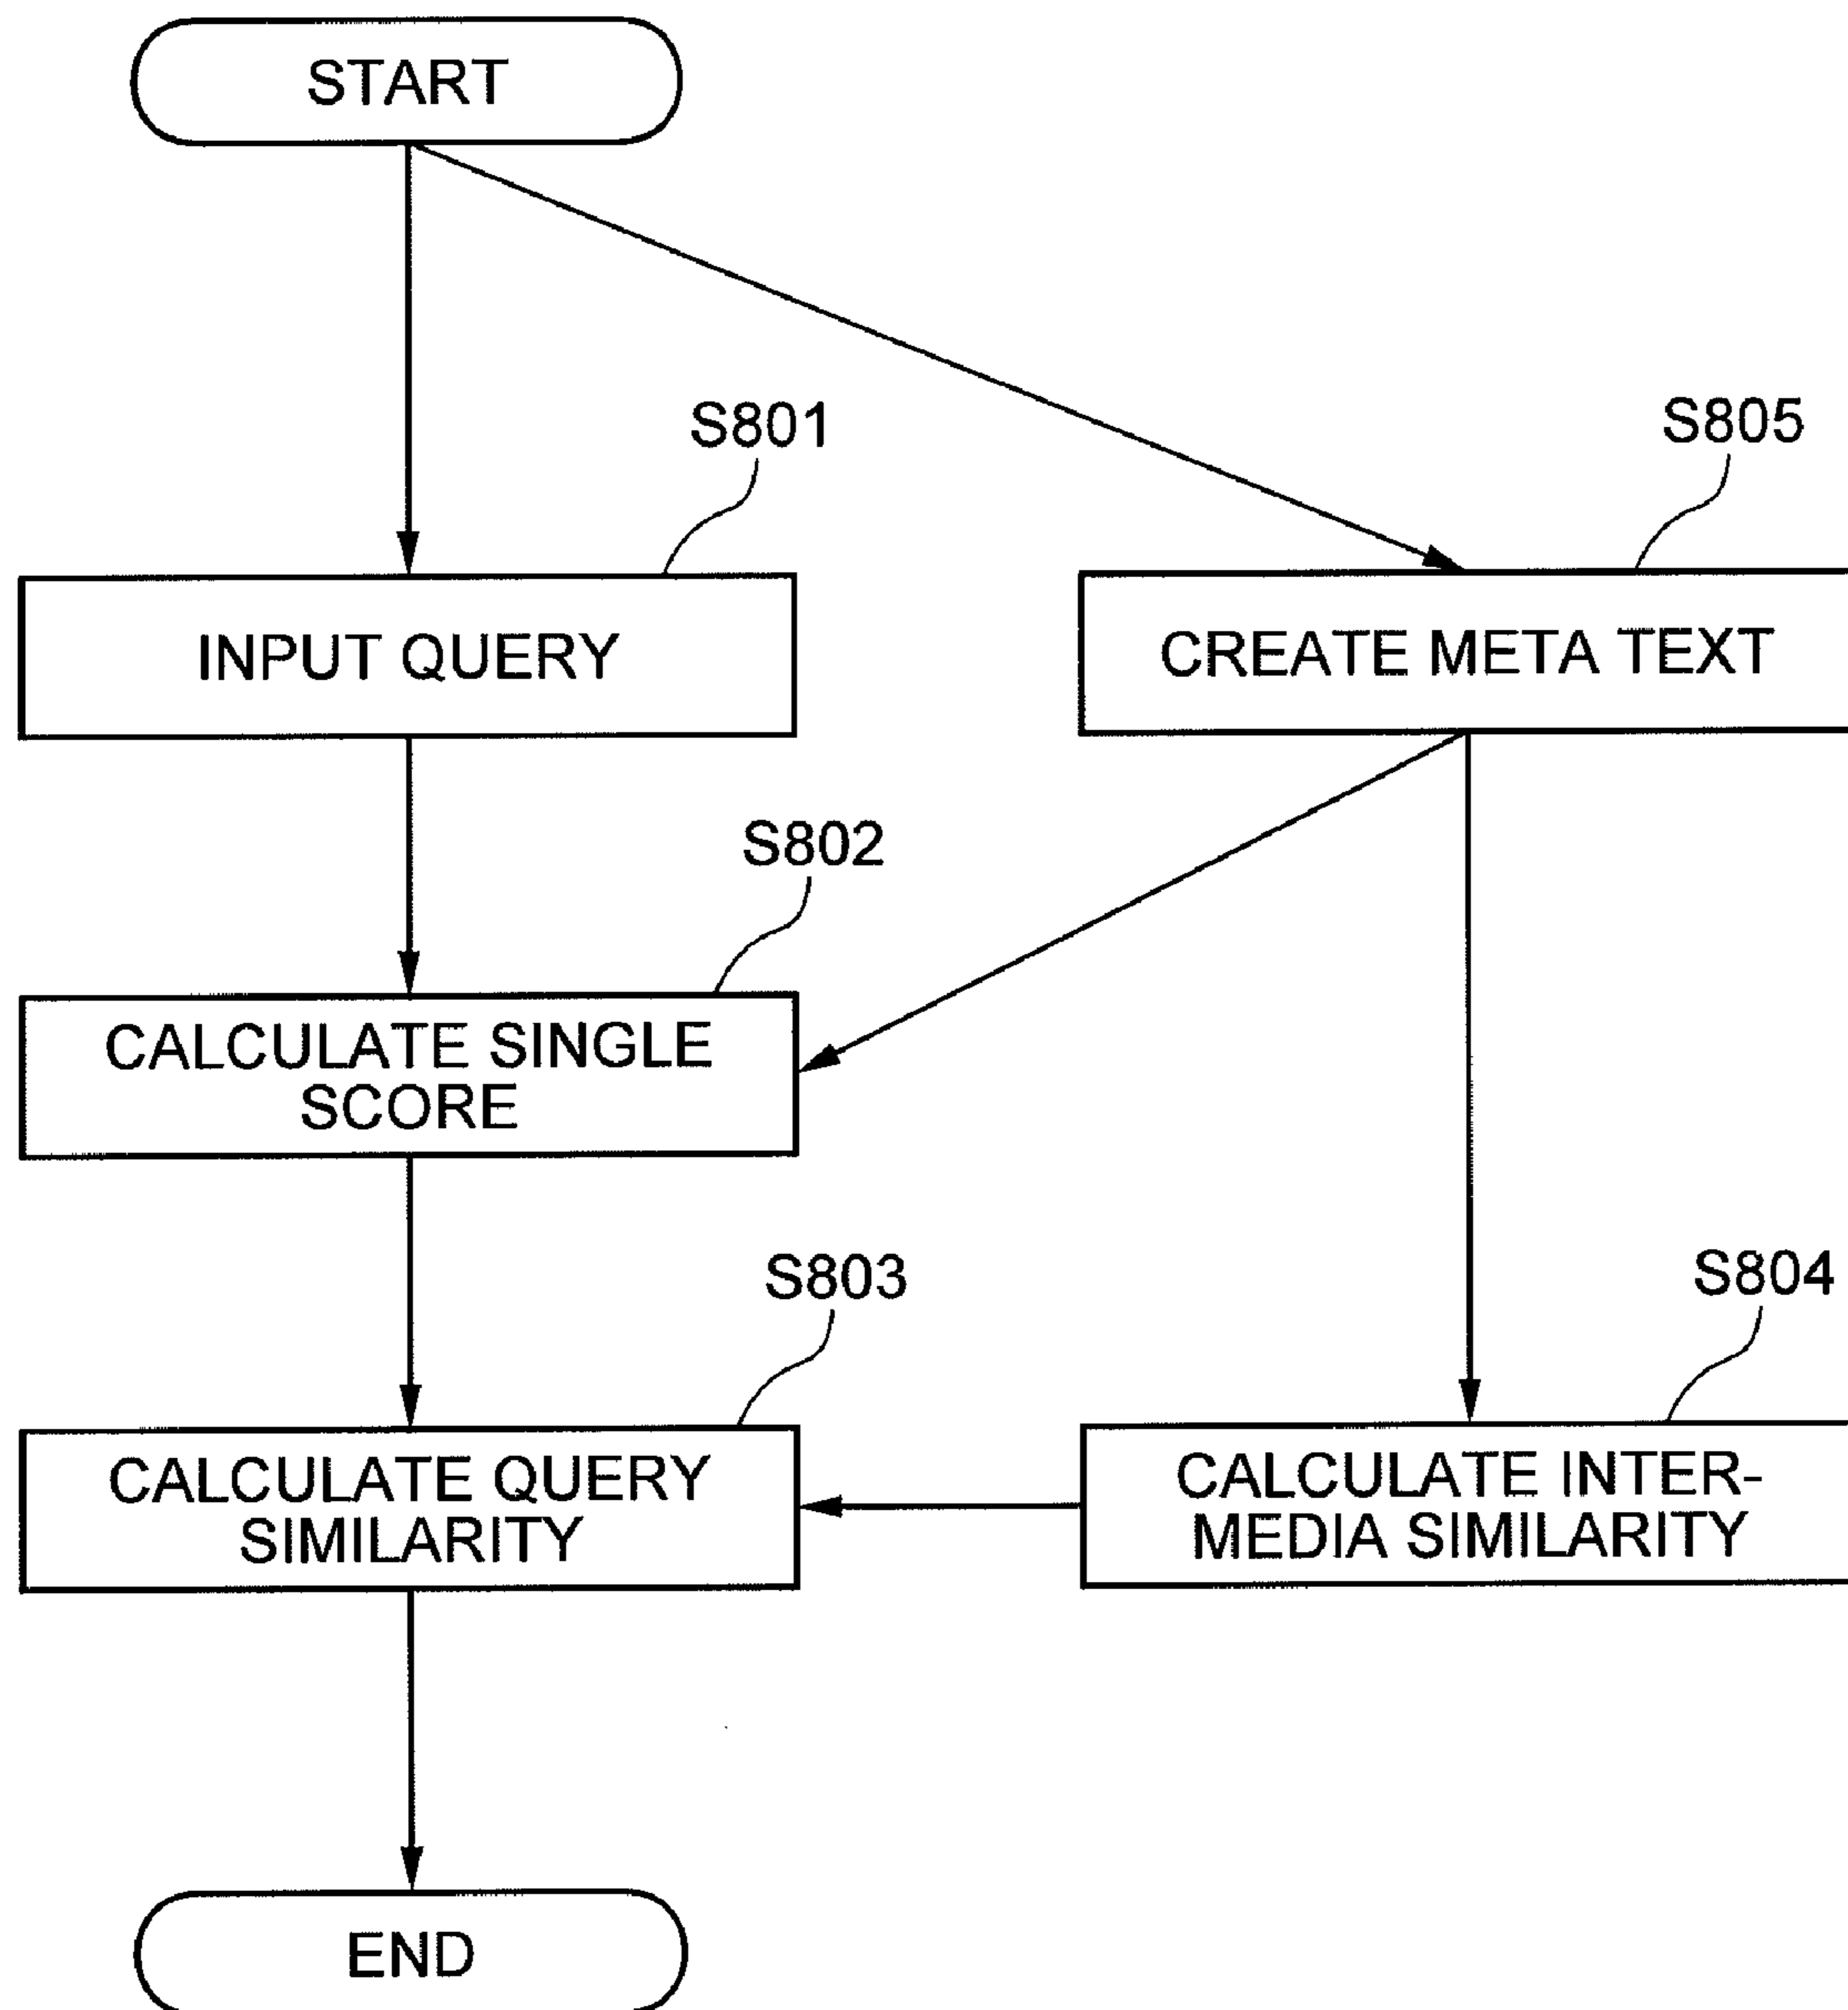 START
S801
S805
INPUT QUERY
CREATE META TEXT
S802
CALCULATE SINGLE
SCORE
S803
S804
CALCULATE QUERY
SIMILARITY
CALCULATE INTER-
MEDIA SIMILARITY
END